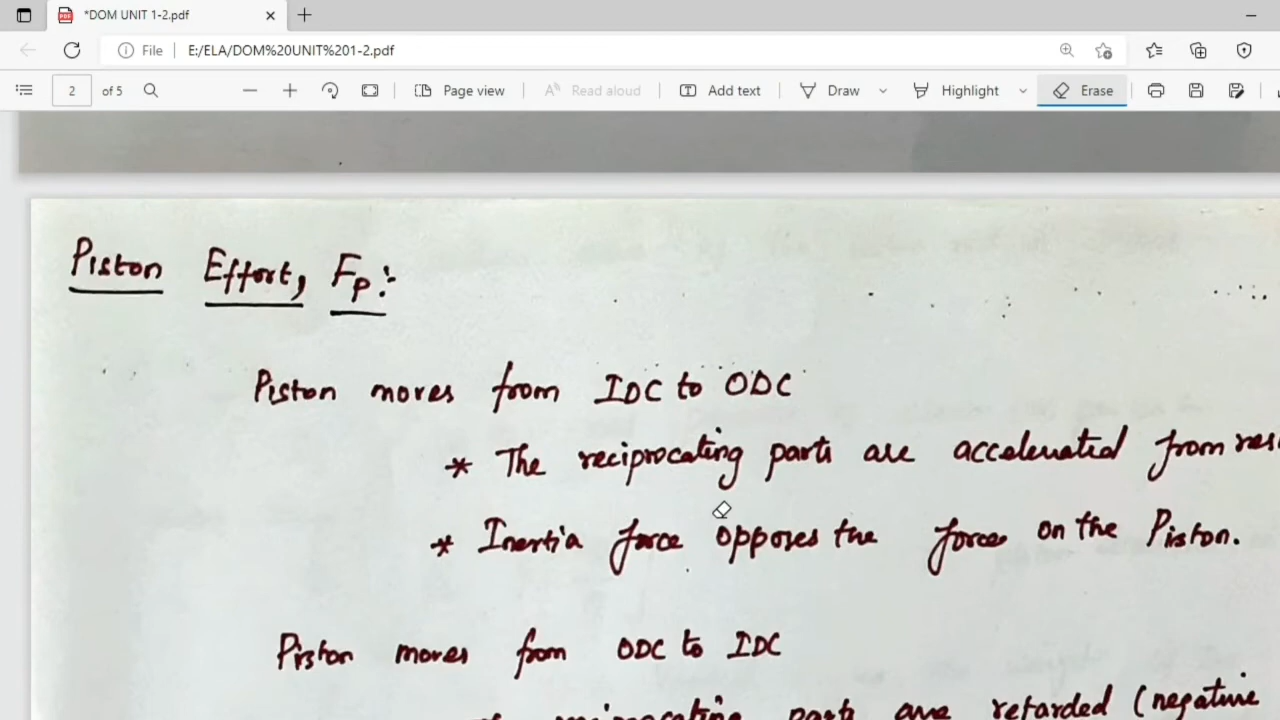 *DOM UNIT 1-2.pdf
File E:/ELA/DOM%20UNIT%201-2.pdf
2 of 5 Page view Read aloud Add text Draw Highlight Erase
Piston Effort, Fp:-
Piston moves from IDC to ODC
* The reciprocating parts are accelerated from res
* Inertia force opposes the force on the Piston.
Piston moves from ODC to IDC
reciprocating parts are retarded (negative